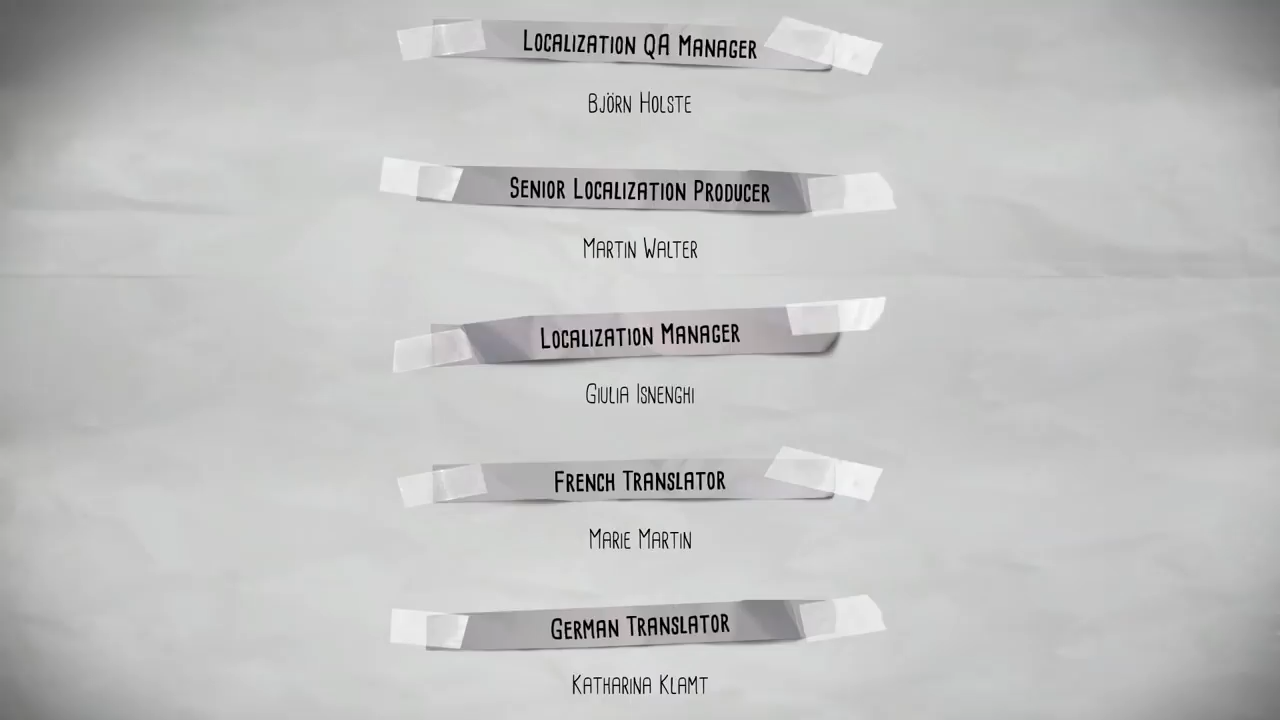 Localization QA Manager
Björn Holste
Senior Localization Producer
Martin Walter
Localization Manager
Giulia Isnenghi
French Translator
Marie Martin
German Translator
Katharina Klamt